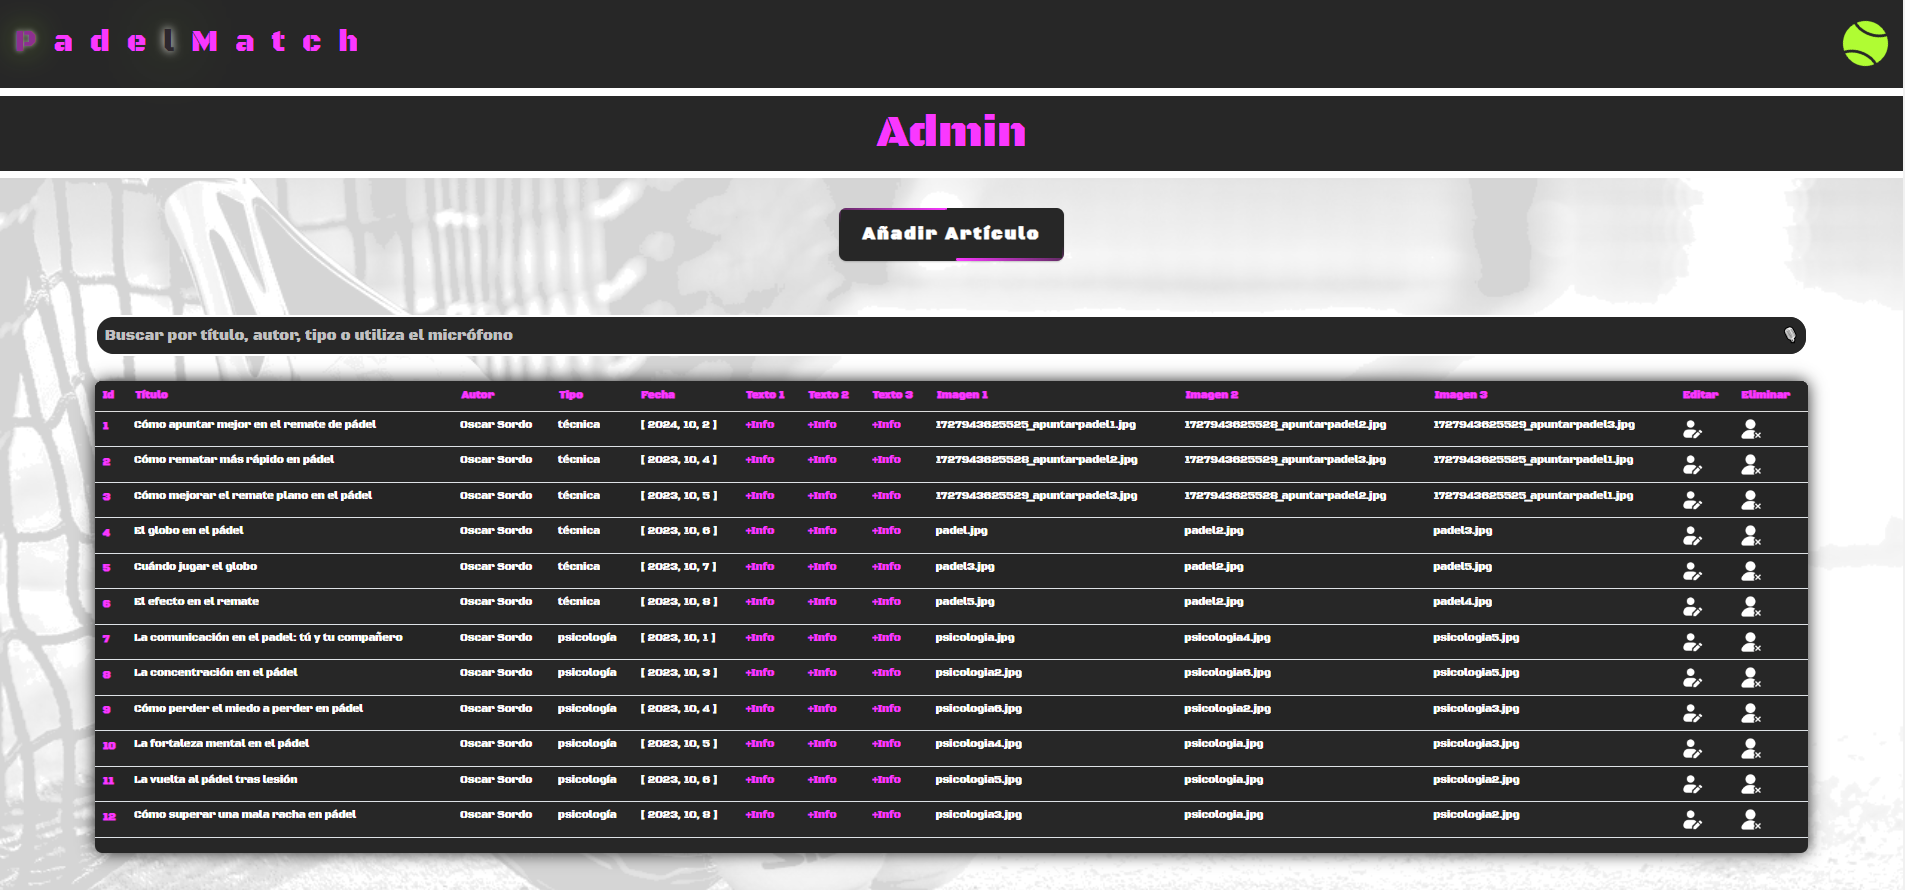 PadelMatch
Admin
Añadir Artículo
Buscar por título, autor, tipo o utiliza el micrófono
Id Título Autor Tipo Fecha Texto 1 Texto 2 Texto 3 Imagen 1 Imagen 2 Imagen 3 Editar Eliminar
1 Cómo apuntar mejor en el remate de pádel Oscar Sordo técnica [ 2024, 10, 2 ] +Info +Info +Info 1727943625525_apuntarpadel1.jpg 1727943625528_apuntarpadel2.jpg 1727943625529_apuntarpadel3.jpg
2 Cómo rematar más rápido en pádel Oscar Sordo técnica [ 2023, 10, 4 ] +Info +Info +Info 1727943625528_apuntarpadel2.jpg 1727943625529_apuntarpadel3.jpg 1727943625525_apuntarpadel1.jpg
3 Cómo mejorar el remate plano en el pádel Oscar Sordo técnica [ 2023, 10, 5 ] +Info +Info +Info 1727943625529_apuntarpadel3.jpg 1727943625528_apuntarpadel2.jpg 1727943625525_apuntarpadel1.jpg
4 El globo en el pádel Oscar Sordo técnica [ 2023, 10, 6 ] +Info +Info +Info padel.jpg padel2.jpg padel3.jpg
5 Cuándo jugar el globo Oscar Sordo técnica [ 2023, 10, 7 ] +Info +Info +Info padel3.jpg padel2.jpg padel5.jpg
6 El efecto en el remate Oscar Sordo técnica [ 2023, 10, 8 ] +Info +Info +Info padel5.jpg padel2.jpg padel4.jpg
7 La comunicación en el padel: tú y tu compañero Oscar Sordo psicología [ 2023, 10, 1 ] +Info +Info +Info psicologia.jpg psicologia4.jpg psicologia5.jpg
8 La concentración en el pádel Oscar Sordo psicología [ 2023, 10, 3 ] +Info +Info +Info psicologia2.jpg psicologia6.jpg psicologia5.jpg
9 Cómo perder el miedo a perder en pádel Oscar Sordo psicología [ 2023, 10, 4 ] +Info +Info +Info psicologia6.jpg psicologia2.jpg psicologia3.jpg
10 La fortaleza mental en el pádel Oscar Sordo psicología [ 2023, 10, 5 ] +Info +Info +Info psicologia4.jpg psicologia.jpg psicologia3.jpg
11 La vuelta al pádel tras lesión Oscar Sordo psicología [ 2023, 10, 6 ] +Info +Info +Info psicologia5.jpg psicologia.jpg psicologia2.jpg
12 Cómo superar una mala racha en pádel Oscar Sordo psicología [ 2023, 10, 8 ] +Info +Info +Info psicologia3.jpg psicologia.jpg psicologia2.jpg